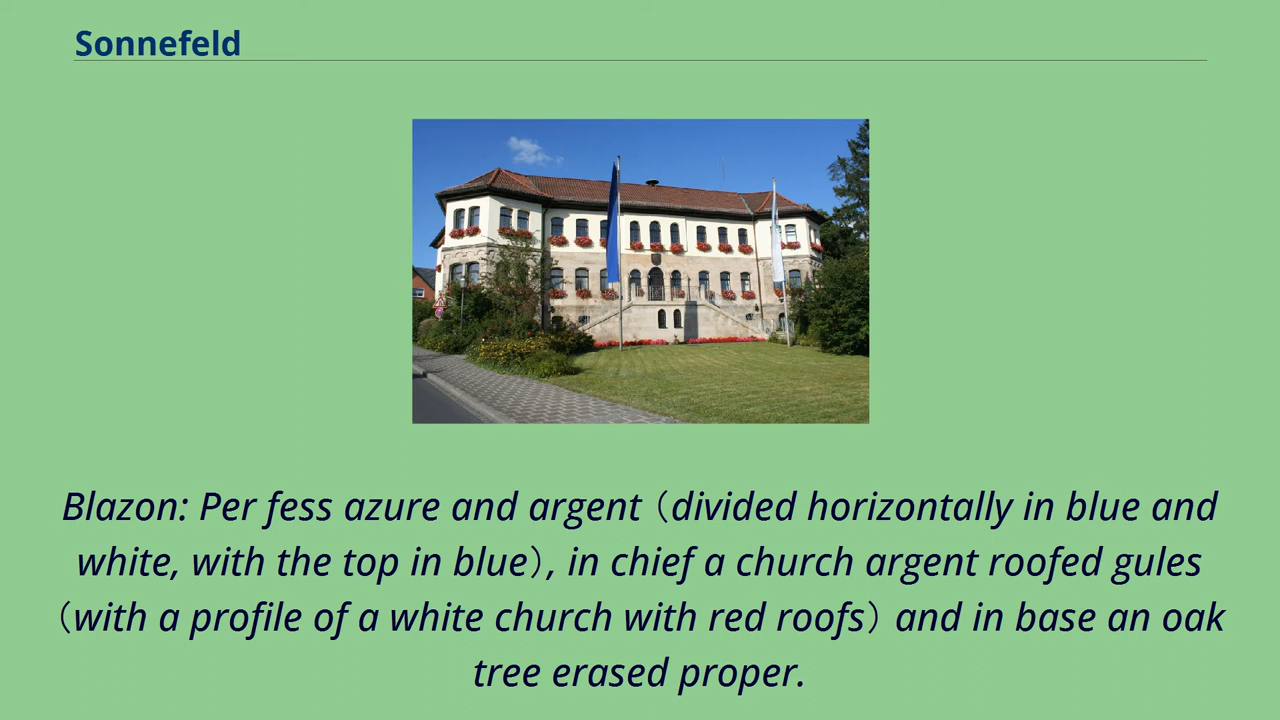 Sonnefeld
Blazon: Per fess azure and argent (divided horizontally in blue and
white, with the top in blue), in chief a church argent roofed gules
(with a profile of a white church with red roofs) and in base an oak
tree erased proper.